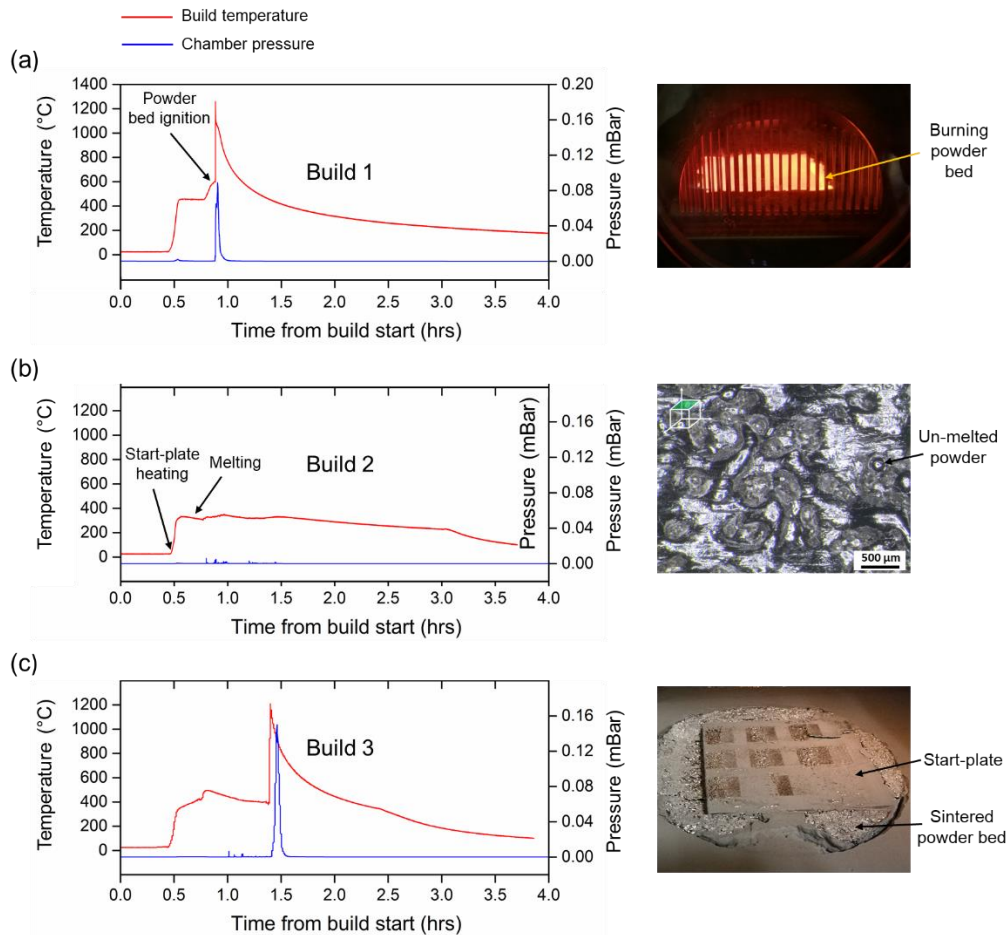 Build temperature
Chamber pressure
(a)
Temperature (°C)
1400
1200
1000
800
600
400
200
0
Powder
bed ignition
Build 1
0.20
0.16
0.12
0.08
0.04
0.00
Pressure (mBar)
0.0 0.5 1.0 1.5 2.0 2.5 3.0 3.5 4.0
Time from build start (hrs)
Burning
powder
bed
(b)
Temperature (°C)
1200
1000
800
600
400
200
0
Start-plate
heating
Melting
Build 2
Pressure (mBar)
0.16
0.12
0.08
0.04
0.00
Pressure (mBar)
0.0 0.5 1.0 1.5 2.0 2.5 3.0 3.5 4.0
Time from build start (hrs)
Un-melted
powder
500 µm
(c)
Temperature (°C)
1200
1000
800
600
400
200
0
Build 3
0.16
0.12
0.08
0.04
0.00
Pressure (mBar)
0.0 0.5 1.0 1.5 2.0 2.5 3.0 3.5 4.0
Time from build start (hrs)
Start-plate
Sintered
powder bed